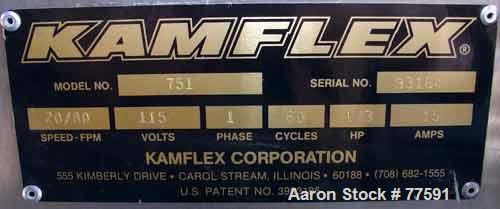 KAMFLEX®
MODEL NO. 751 SERIAL NO.
20/80 115 1 60 1/3 15
SPEED-FPM VOLTS PHASE CYCLES HP AMPS
KAMFLEX CORPORATION
555 KIMBERLY DRIVE • CAROL STREAM, ILLINOIS • 60188 • (708) 682-1555
U.S. PATENT NO.
Aaron Stock # 77591